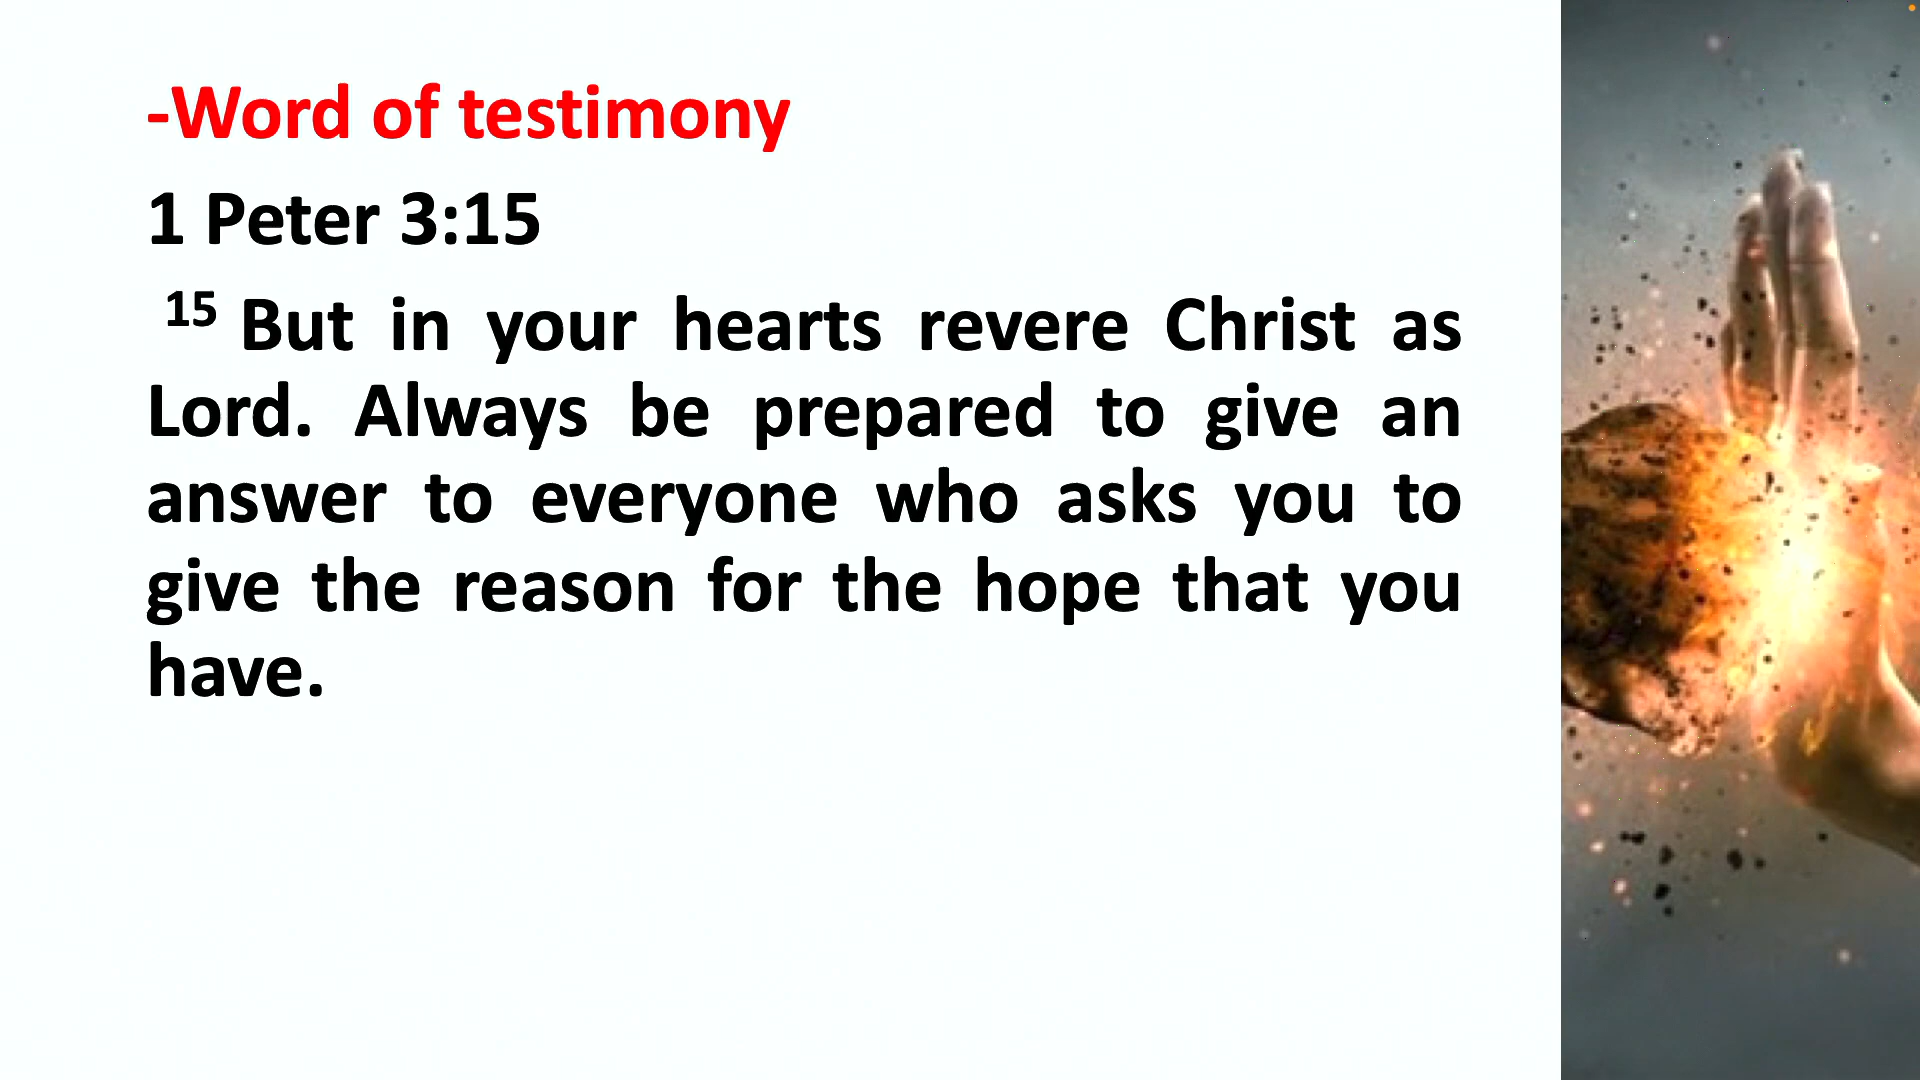 -Word of testimony
1 Peter 3:15
15 But in your hearts revere Christ as
Lord. Always be prepared to give an
answer to everyone who asks you to
give the reason for the hope that you
have.